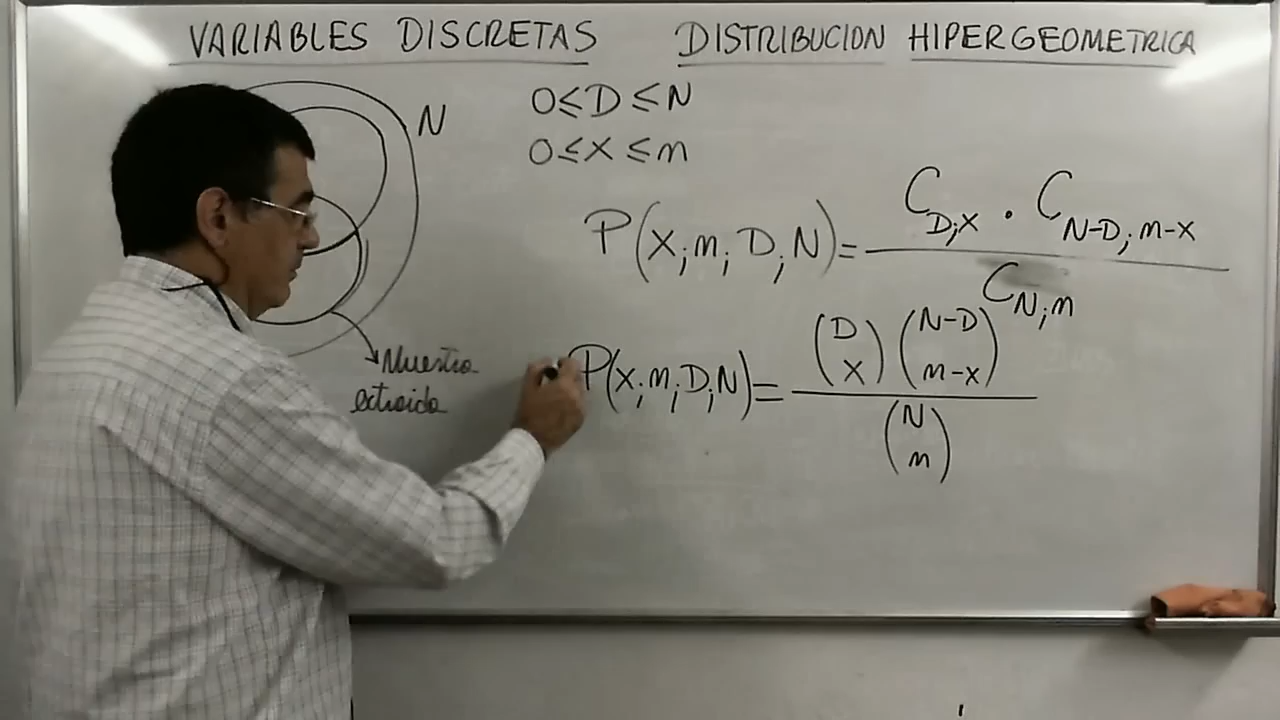 VARIABLES DISCRETAS DISTRIBUCION HIPERGEOMETRICA
N
0≤D≤N
0≤X≤m
P(X;m;D;N)= C D;X · C N-D;m-X / C N;m
Muestra
extraida
P(X;m;D;N)= (D X) (N-D m-X) / (N m)